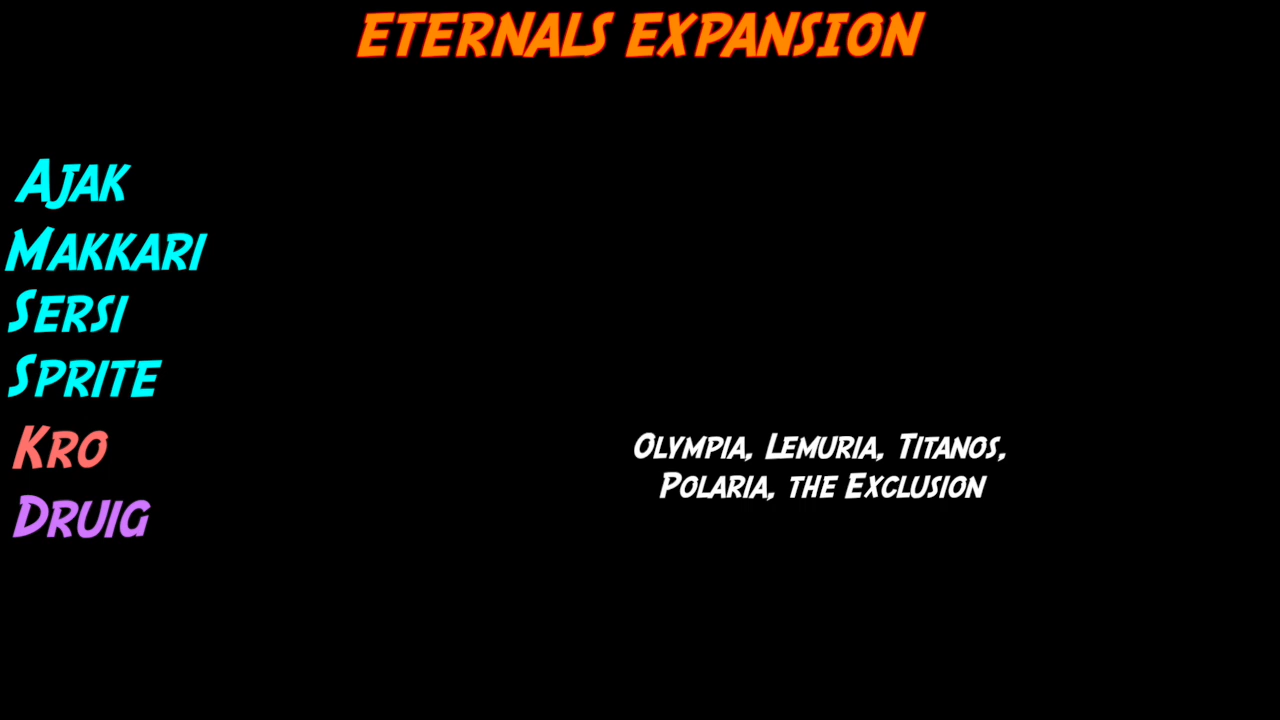 ETERNALS EXPANSION
AJAK
MAKKARI
SERSI
SPRITE
KRO
DRUIG
OLYMPIA, LEMURIA, TITANOS,
POLARIA, THE EXCLUSION